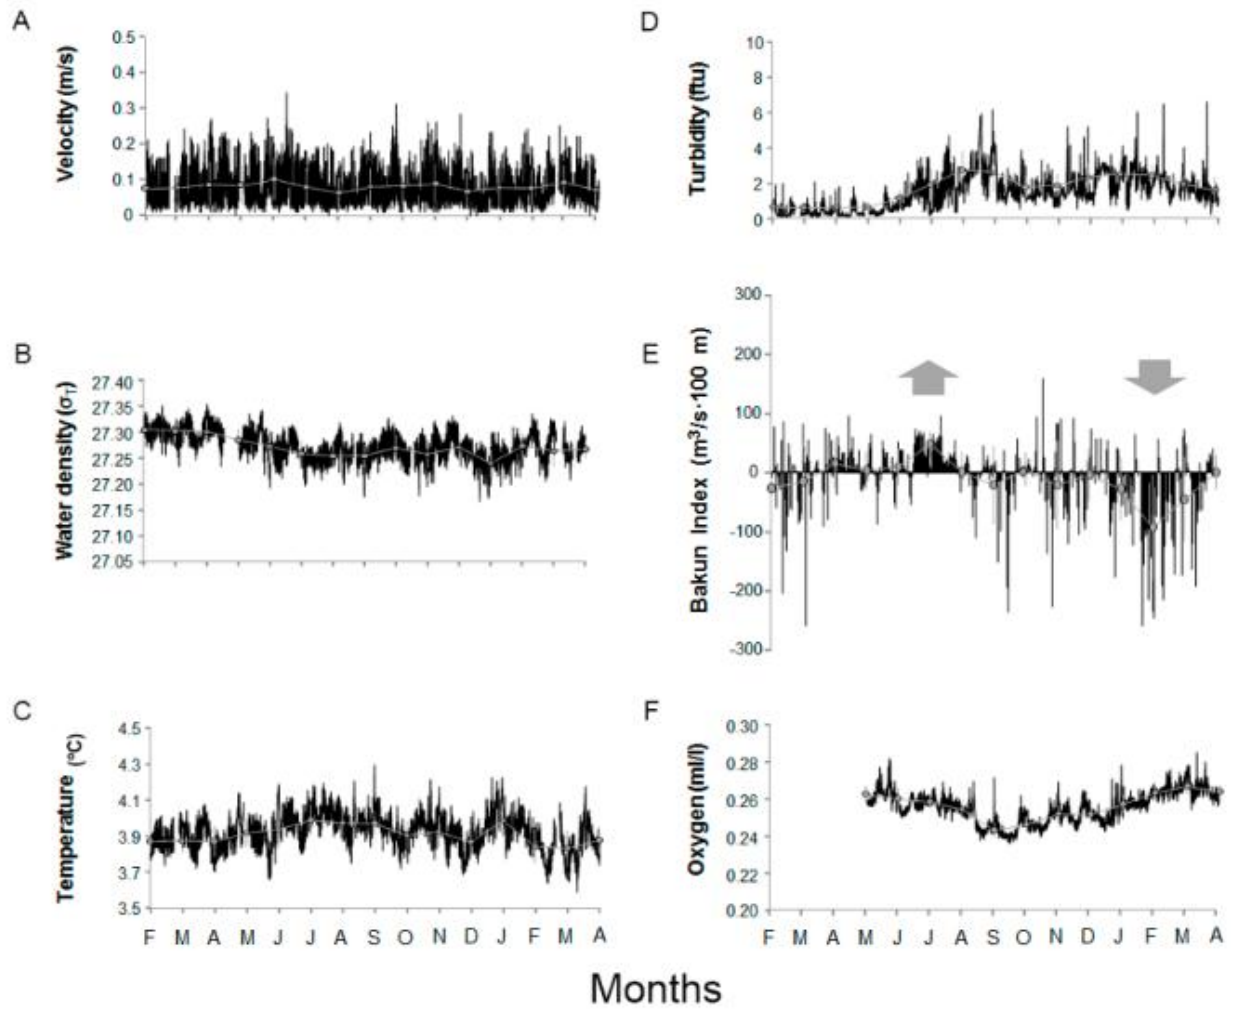 A
Velocity (m/s)
0.5
0.4
0.3
0.2
0.1
0
B
Water density (σT)
27.40
27.35
27.30
27.25
27.20
27.15
27.10
27.05
C
Temperature (°C)
4.5
4.3
4.1
3.9
3.7
3.5
F M A M J J A S O N D J F M A
D
Turbidity (ftu)
10
8
6
4
2
0
E
Bakun Index (m³/s·100 m)
300
200
100
0
-100
-200
-300
F
Oxygen (ml/l)
0.30
0.28
0.26
0.24
0.22
0.20
F M A M J J A S O N D J F M A
Months